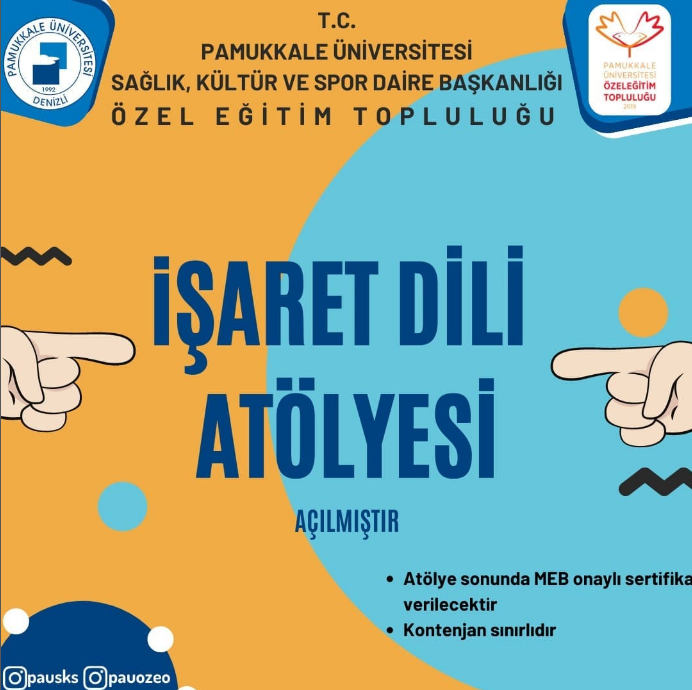 T.C.
PAMUKKALE ÜNİVERSİTESİ
SAĞLIK, KÜLTÜR VE SPOR DAİRE BAŞKANLIĞI
ÖZEL EĞİTİM TOPLULUĞU
PAMUKKALE ÜNİVERSİTESİ
1992
DENİZLİ
PAMUKKALE
ÜNİVERSİTESİ
ÖZELEĞİTİM
TOPLULUĞU
2019
İŞARET DİLİ
ATÖLYESİ
AÇILMIŞTIR
• Atölye sonunda MEB onaylı sertifika
verilecektir
• Kontenjan sınırlıdır
pausks pauozeo